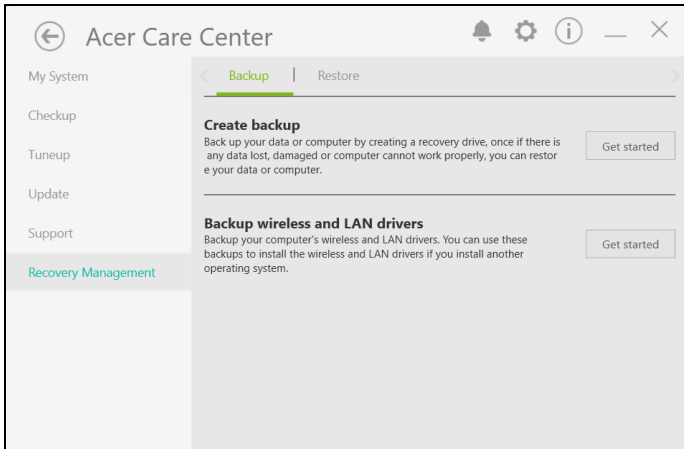 Acer Care Center
My System
Checkup
Tuneup
Update
Support
Recovery Management
Backup | Restore
Create backup
Back up your data or computer by creating a recovery drive, once if there is
any data lost, damaged or computer cannot work properly, you can restor
e your data or computer.
Get started
Backup wireless and LAN drivers
Backup your computer's wireless and LAN drivers. You can use these
backups to install the wireless and LAN drivers if you install another
operating system.
Get started